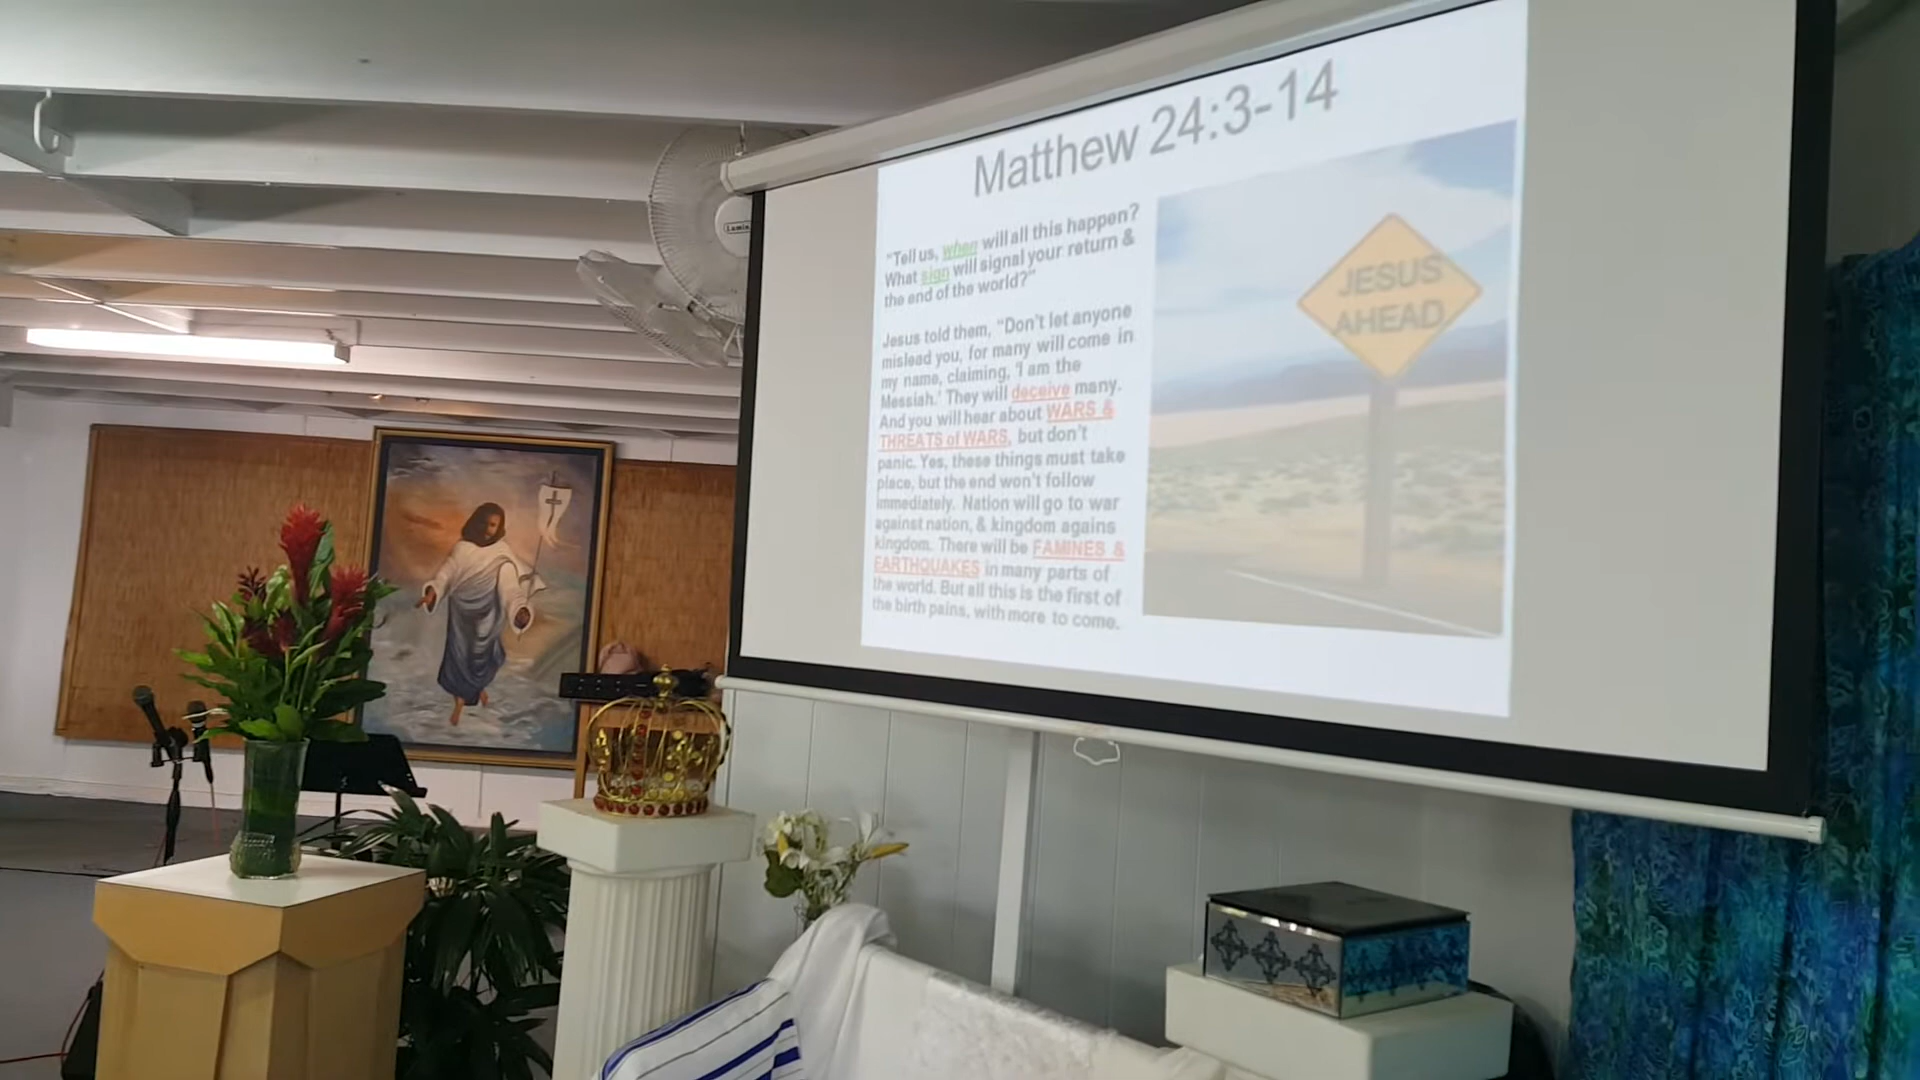 Matthew 24:3-14
"Tell us, when will all this happen?
What sign will signal your return &
the end of the world?"
Jesus told them, "Don't let anyone
mislead you, for many will come in
my name, claiming, 'I am the
Messiah.' They will deceive many.
And you will hear about WARS &
THREATS of WARS, but don't
panic. Yes, these things must take
place, but the end won't follow
immediately. Nation will go to war
against nation, & kingdom agains
kingdom. There will be FAMINES &
EARTHQUAKES in many parts of
the world. But all this is the first of
the birth pains, with more to come.
JESUS
AHEAD